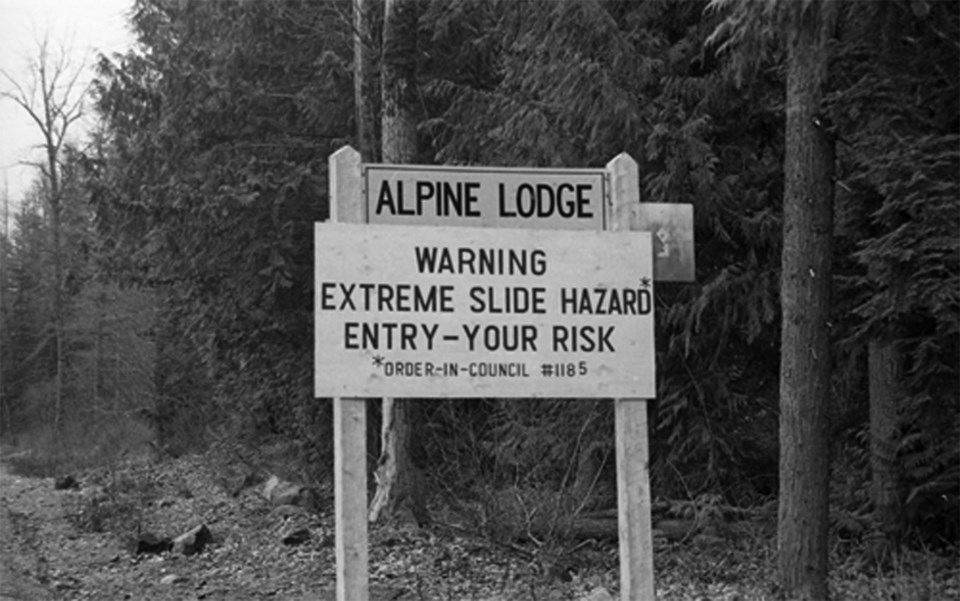 ALPINE LODGE
WARNING
EXTREME SLIDE HAZARD*
ENTRY-YOUR RISK
*ORDER-IN-COUNCIL #1185